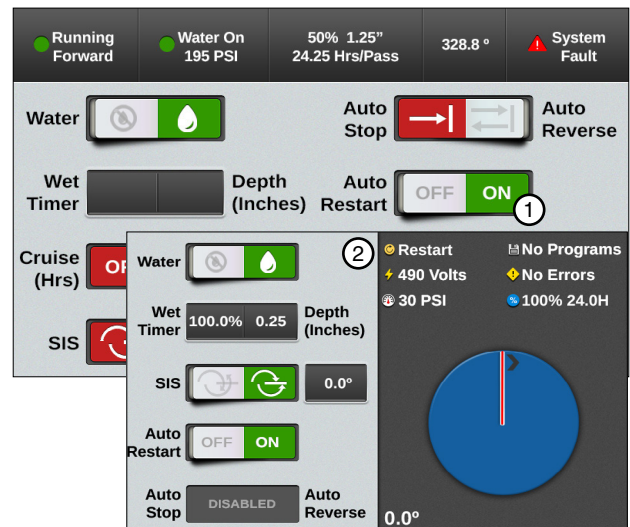 Running
Forward
Water On
195 PSI
50% 1.25”
24.25 Hrs/Pass
328.8 º
System
Fault
Water
Auto
Stop
Auto
Reverse
Wet
Timer
Depth
(Inches)
Auto
Restart
OFF ON
1
Cruise
(Hrs)
SIS
2
Water
Wet
Timer
100.0% 0.25
Depth
(Inches)
SIS
0.0º
Auto
Restart
OFF ON
Auto
Stop
DISABLED
Auto
Reverse
Restart
No Programs
490 Volts
No Errors
30 PSI
% 100% 24.0H
0.0º